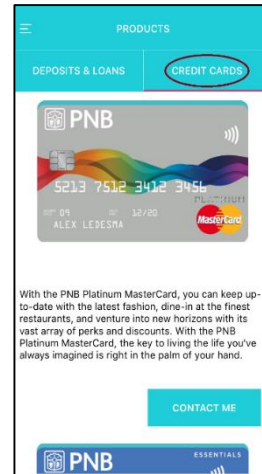 PRODUCTS
DEPOSITS & LOANS
CREDIT CARDS
PNB
5213 7512 3412 3456
PLATINUM
09 12/20
ALEX LEDESMA
MasterCard
With the PNB Platinum MasterCard, you can keep up-
to-date with the latest fashion, dine-in at the finest
restaurants, and venture into new horizons with its
vast array of perks and discounts. With the PNB
Platinum MasterCard, the key to living the life you've
always imagined is right in the palm of your hand.
CONTACT ME
PNB
ESSENTIALS